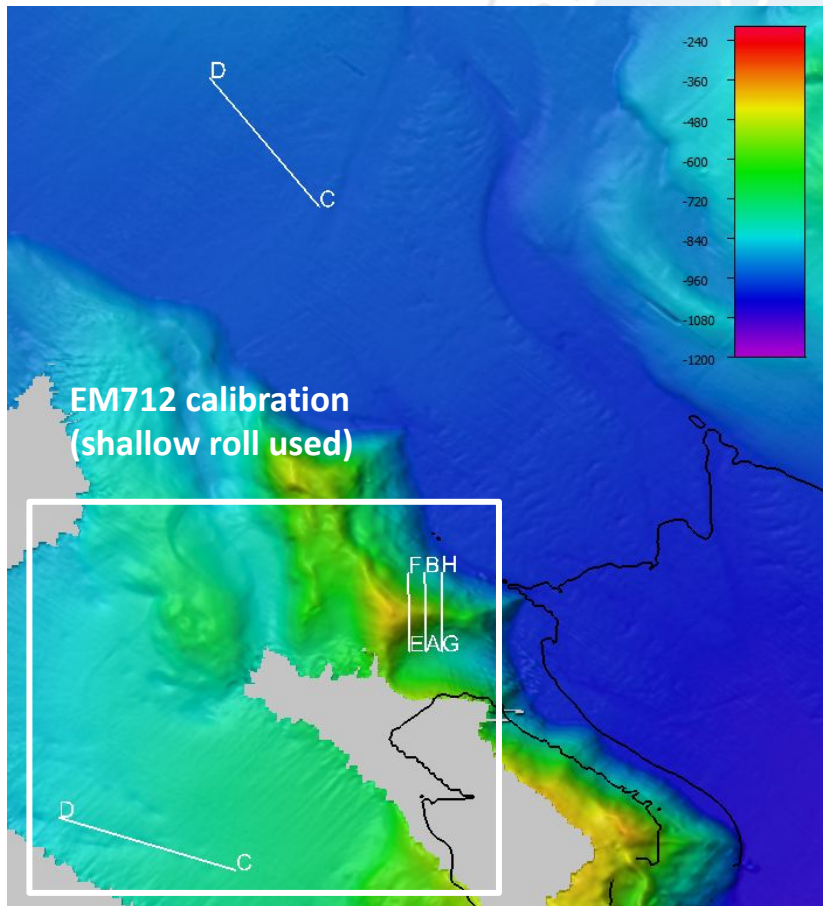 D
C
-240
-360
-480
-600
-720
-840
-960
-1080
-1200
EM712 calibration
(shallow roll used)
F B H
E A G
D
C